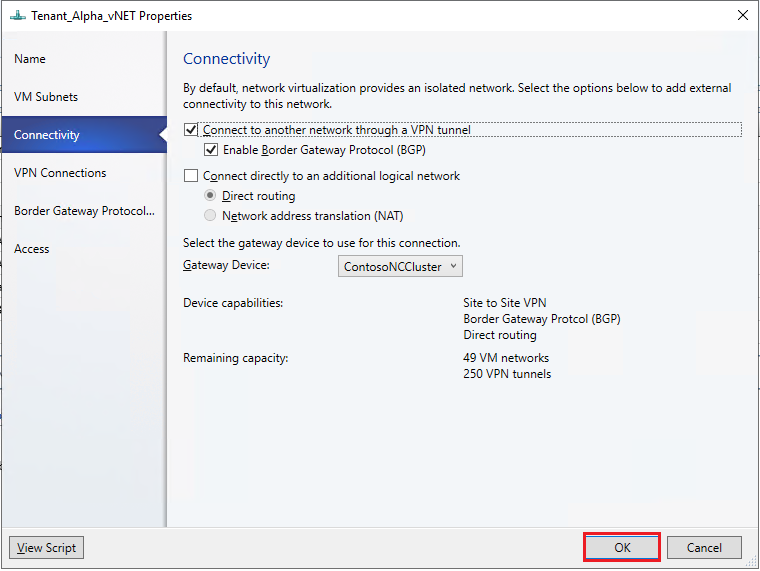 Tenant_Alpha_vNET Properties
Name
VM Subnets
Connectivity
VPN Connections
Border Gateway Protocol...
Access
Connectivity
By default, network virtualization provides an isolated network. Select the options below to add external
connectivity to this network.
Connect to another network through a VPN tunnel
Enable Border Gateway Protocol (BGP)
Connect directly to an additional logical network
Direct routing
Network address translation (NAT)
Select the gateway device to use for this connection.
Gateway Device: ContosoNCCluster
Device capabilities: Site to Site VPN
Border Gateway Protcol (BGP)
Direct routing
Remaining capacity: 49 VM networks
250 VPN tunnels
View Script OK Cancel